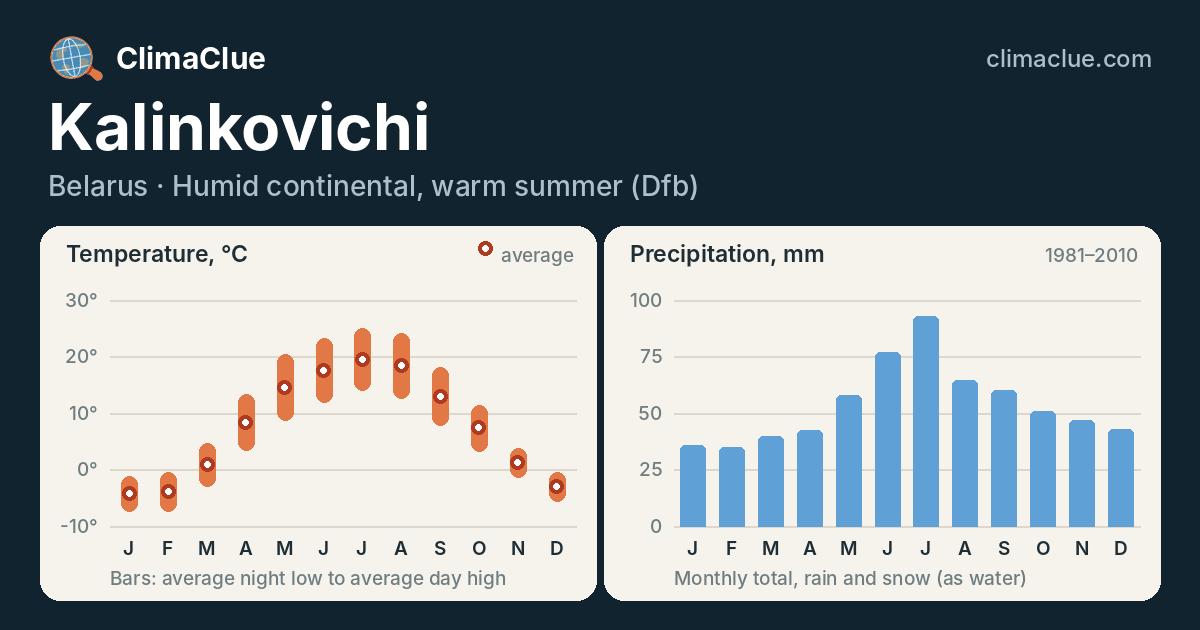 ClimaClue
climaclue.com
Kalinkovichi
Belarus · Humid continental, warm summer (Dfb)
Temperature, °C
average
30°
20°
10°
0°
-10°
J F M A M J J A S O N D
Bars: average night low to average day high
Precipitation, mm
1981–2010
100
75
50
25
0
J F M A M J J A S O N D
Monthly total, rain and snow (as water)